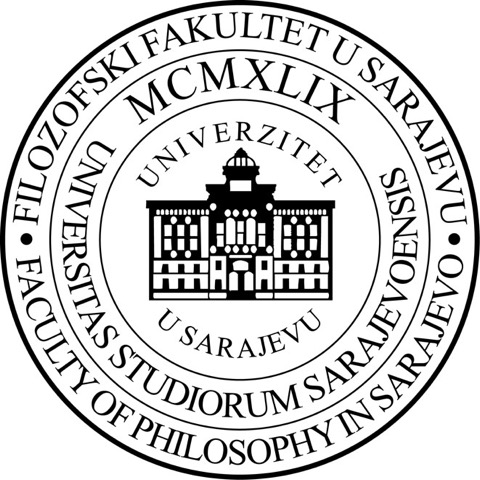 • FILOZOFSKI FAKULTET U SARAJEVU •
FACULTY OF PHILOSOPHY IN SARAJEVO
MCMXLIX
UNIVERSITAS STUDIORUM SARAJEVOENSIS
UNIVERZITET
U SARAJEVU